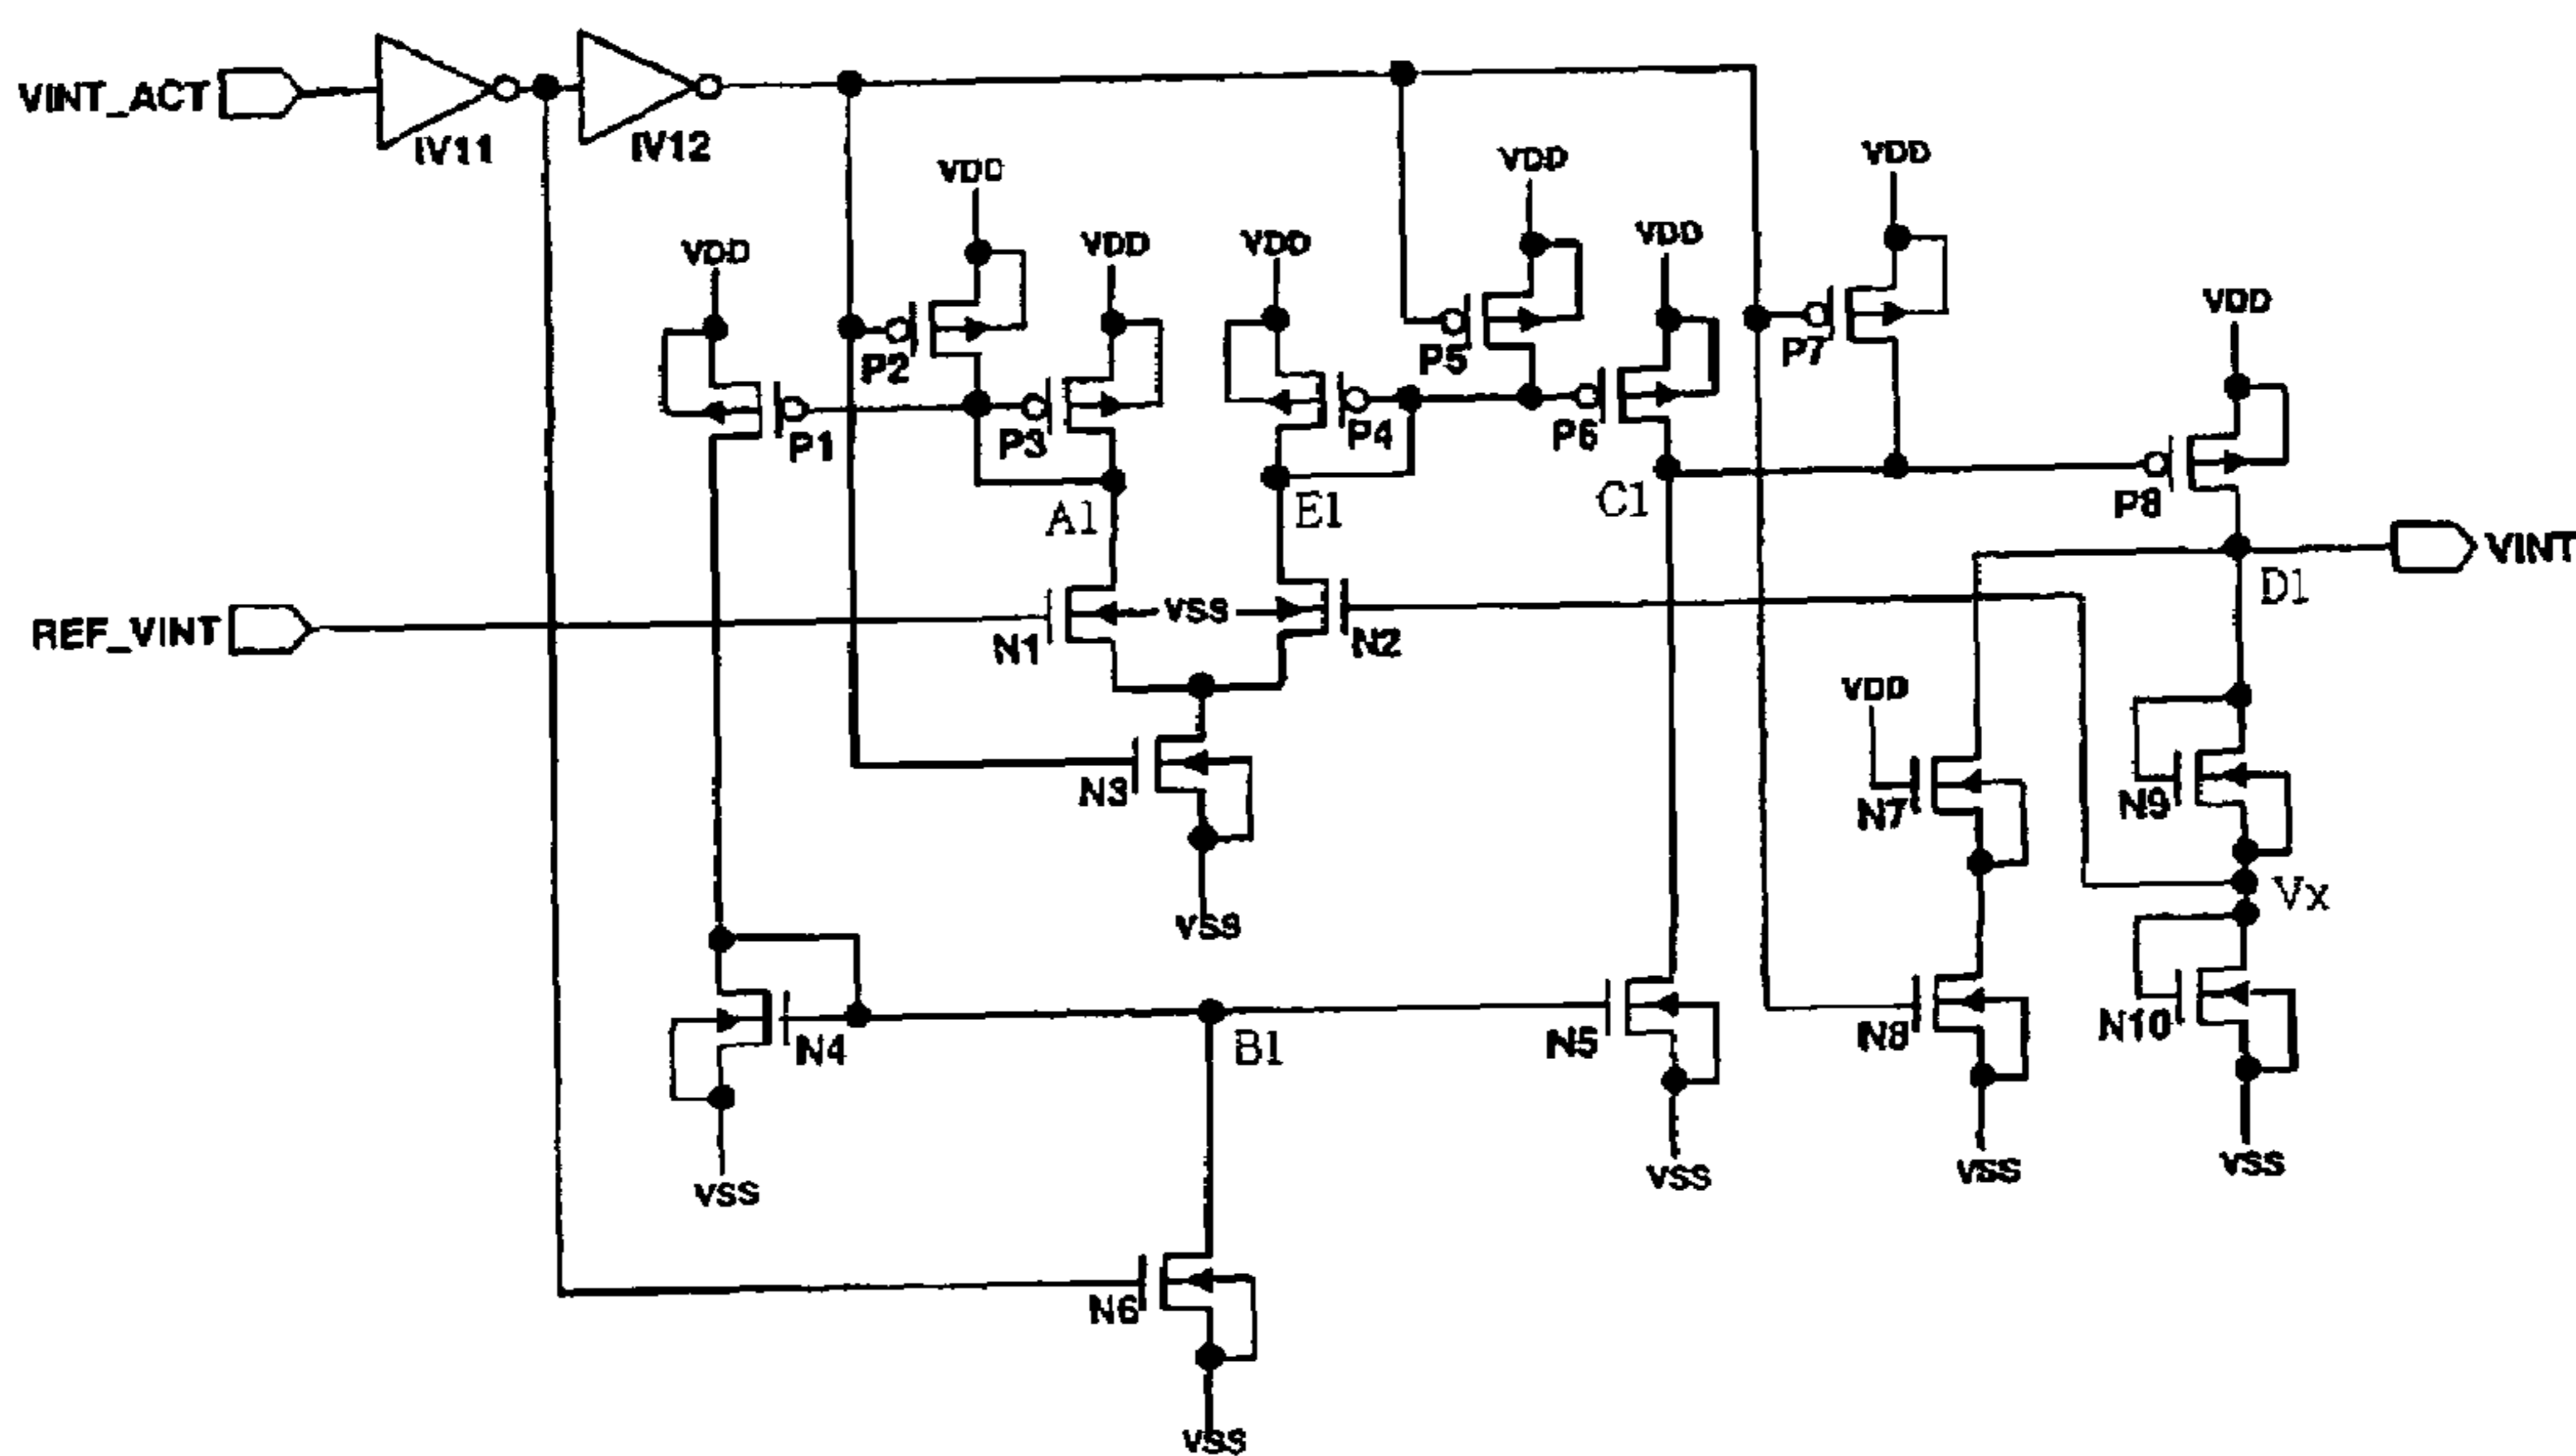 VINT_ACT
IV11
IV12
VDD
VDD
VDD
VDD
VDD
VDD
VDD
VDD
P1
P2
P3
P4
P5
P6
P7
P8
A1
E1
C1
VINT
D1
REF_VINT
N1
VSS
N2
VDD
N3
VSS
N7
N9
Vx
N4
B1
N5
N8
N10
VSS
VSS
VSS
VSS
N6
VSS